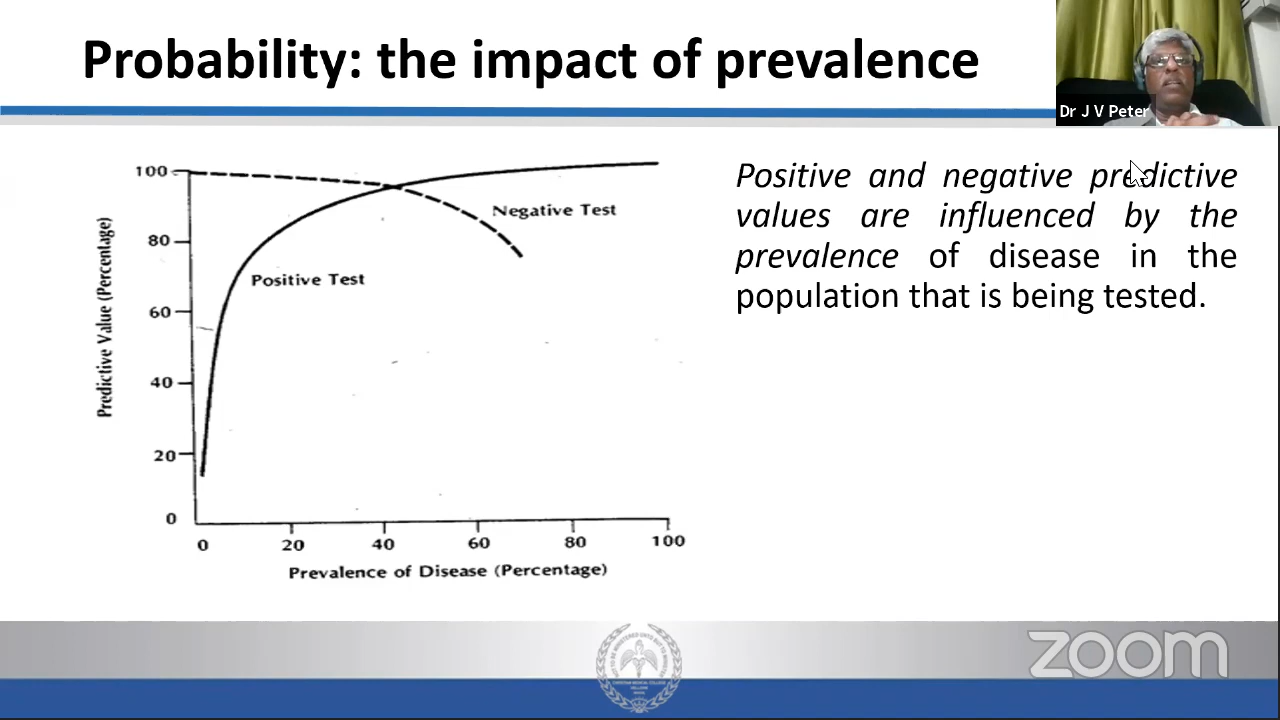 Probability: the impact of prevalence
Dr J V Peter
Positive and negative predictive
values are influenced by the
prevalence of disease in the
population that is being tested.
Predictive Value (Percentage)
100
80
60
40
20
0
Negative Test
Positive Test
0 20 40 60 80 100
Prevalence of Disease (Percentage)
zoom